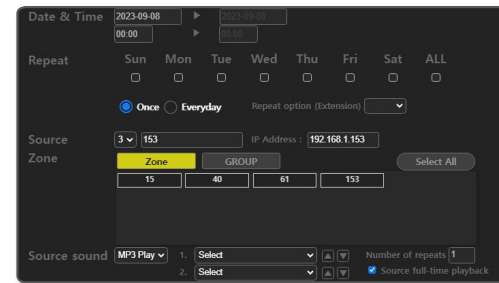 Date & Time 2023-09-08 ▶ 2023-09-08
00:00 ▶ 00:00
Repeat Sun Mon Tue Wed Thu Fri Sat ALL
Once Everyday Repeat option (Extension)
Source 3 153 IP Address : 192.168.1.153
Zone Zone GROUP Select All
15 40 61 153
Source sound MP3 Play 1. Select ▲ ▼ Number of repeats 1
2. Select ▲ ▼ Source full-time playback